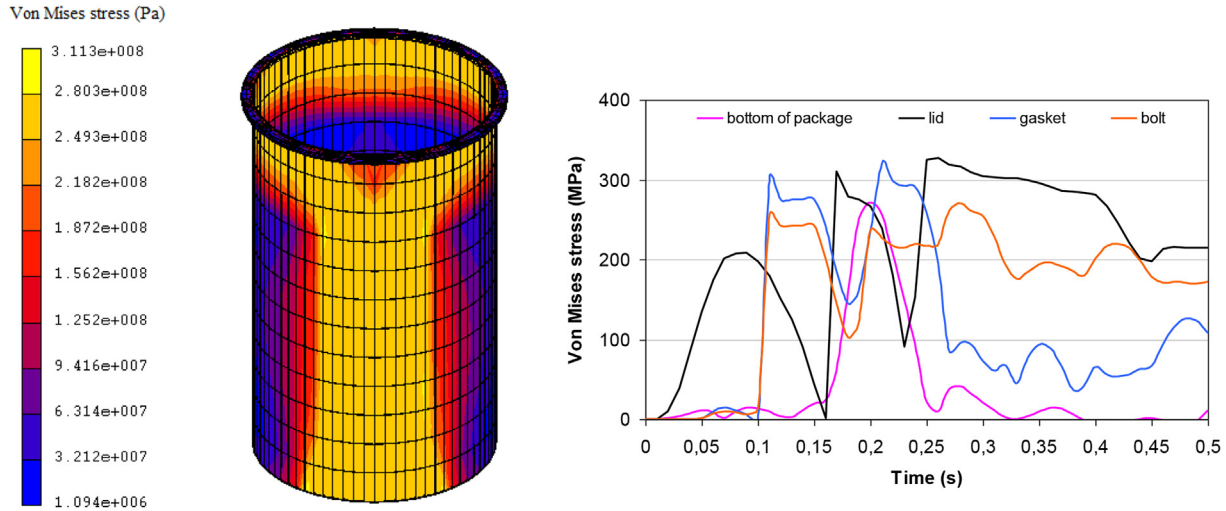 Von Mises stress (Pa)
3.113e+008
2.803e+008
2.493e+008
2.182e+008
1.872e+008
1.562e+008
1.252e+008
9.416e+007
6.314e+007
3.212e+007
1.094e+006
Von Mises stress (MPa)
400
300
200
100
0
bottom of package lid gasket bolt
0 0,05 0,1 0,15 0,2 0,25 0,3 0,35 0,4 0,45 0,5
Time (s)